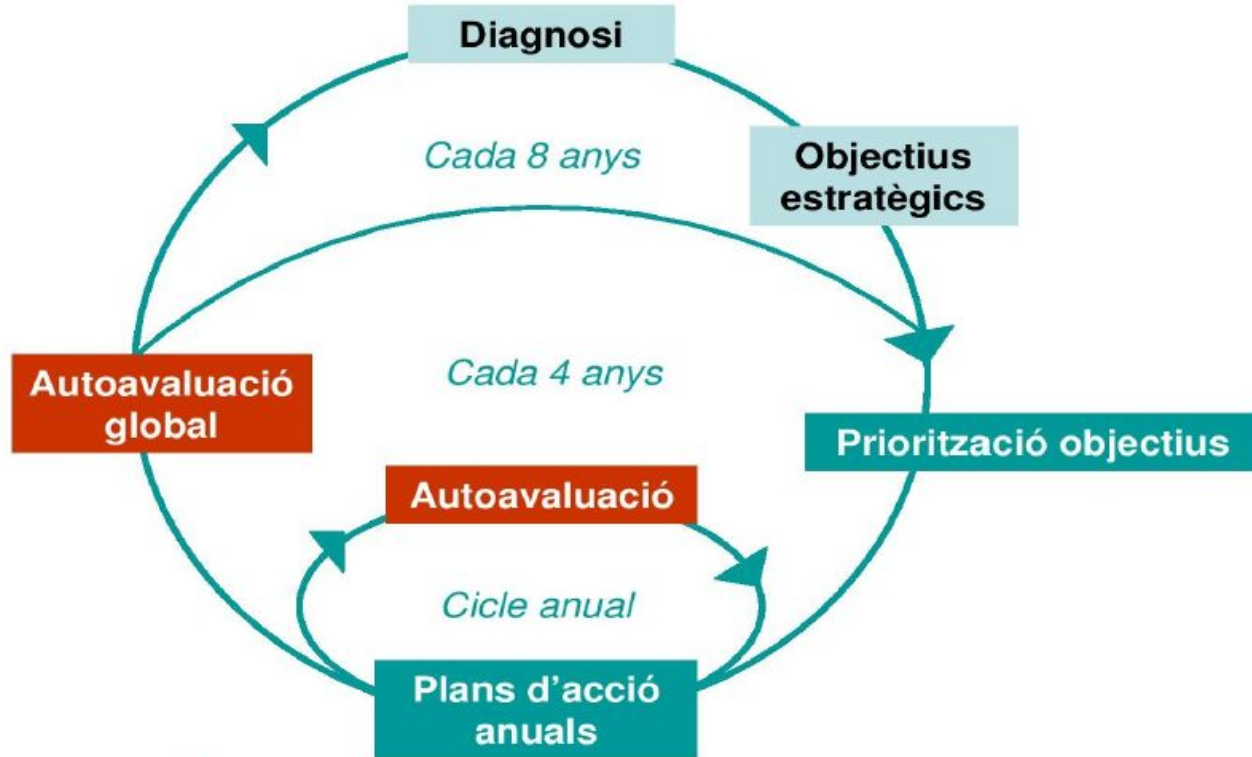 Diagnosi
Cada 8 anys
Objectius
estratègics
Autoavaluació
global
Cada 4 anys
Priorització objectius
Autoavaluació
Cicle anual
Plans d’acció
anuals